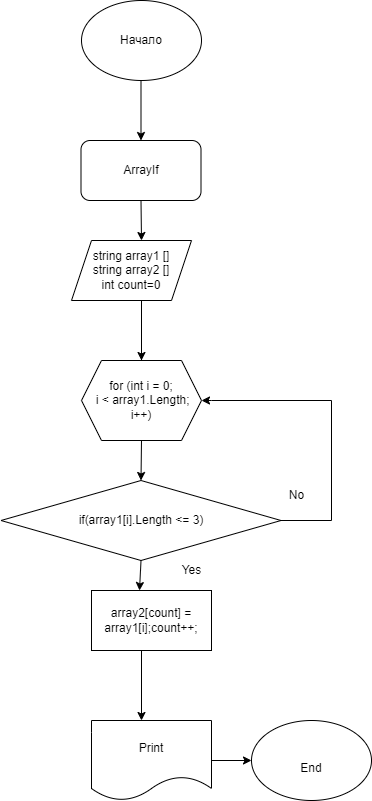 Начало
ArrayIf
string array1 []
string array2 []
int count=0
for (int i = 0;
i < array1.Length;
i++)
No
if(array1[i].Length <= 3)
Yes
array2[count] =
array1[i];count++;
Print
End